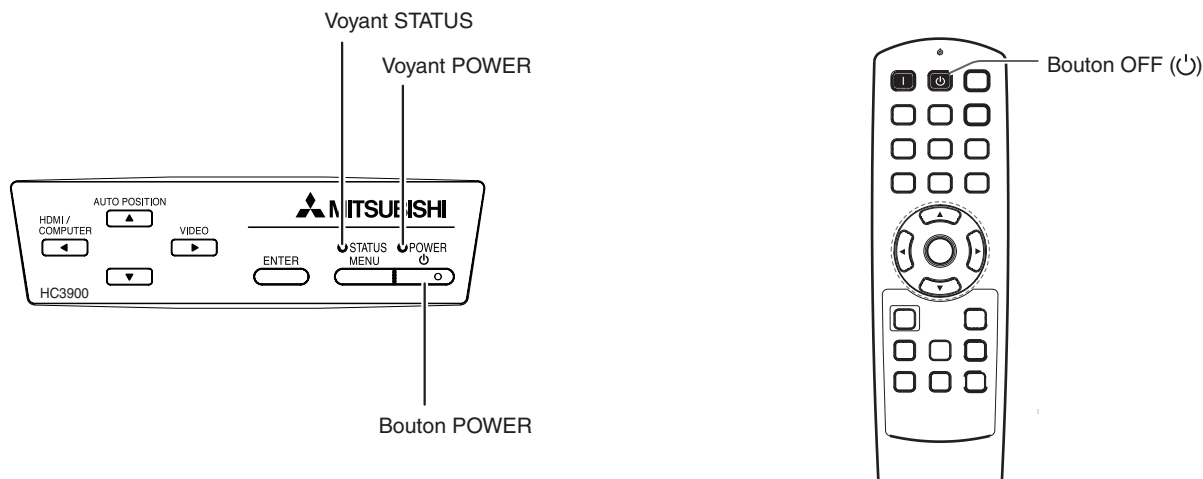 Voyant STATUS
Voyant POWER
Bouton OFF (⏻)
AUTO POSITION
MITSUBISHI
HDMI /
COMPUTER
VIDEO
STATUS
POWER
ENTER
MENU
HC3900
Bouton POWER